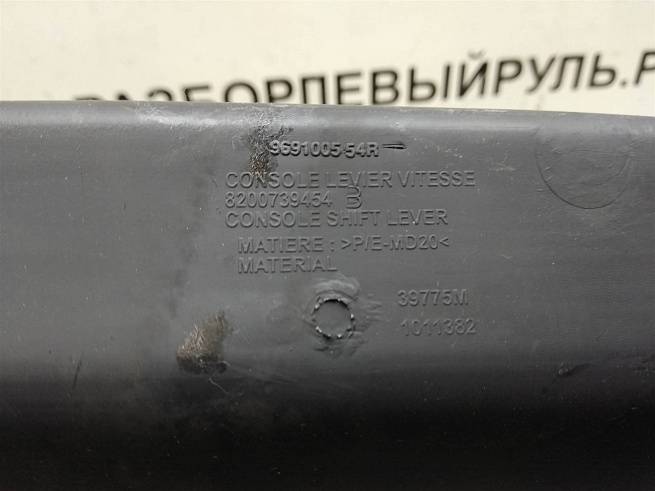 РАЗБОРЛЕВЫЙРУЛЬ.Р
969100554R
CONSOLE LEVIER VITESSE
8200739454 B
CONSOLE SHIFT LEVER
MATIERE : >P/E-MD20<
MATERIAL
39775M
1011382